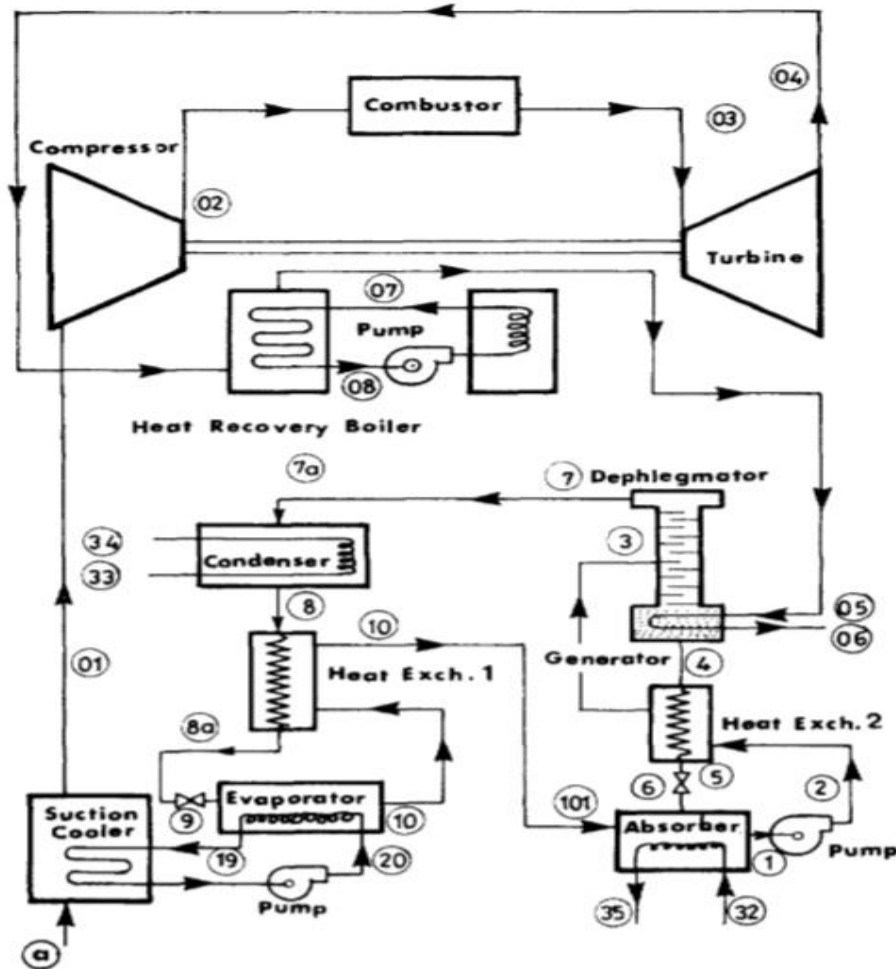 04
Combustor
03
Compressor
02
Turbine
07
Pump
08
Heat Recovery Boiler
7a
7
Dephlegmator
34
Condenser
33
3
8
10
05
06
01
Generator
4
Heat Exch. 1
Heat Exch. 2
8a
6
5
2
Suction
Cooler
9
Evaporator
10
101
Absorber
19
20
1
Pump
Pump
35
32
a